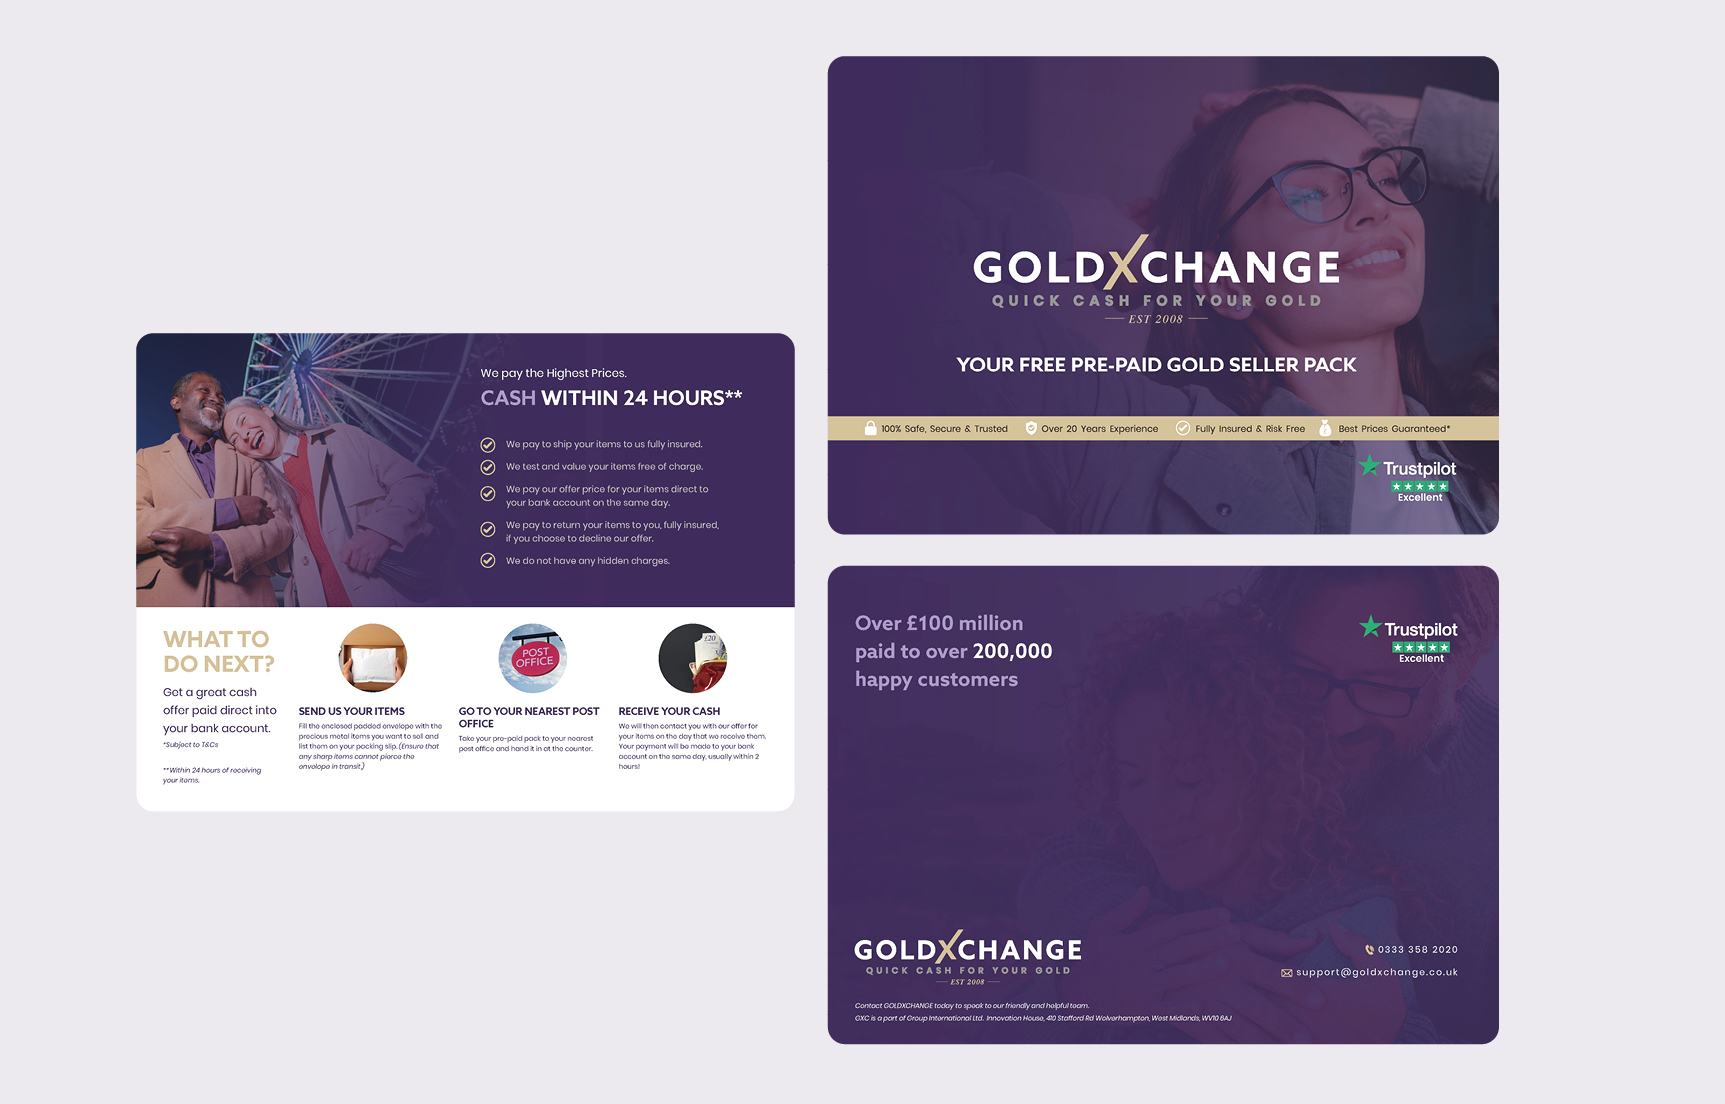 We pay the Highest Prices.
CASH WITHIN 24 HOURS**
We pay to ship your items to us fully insured.
We test and value your items free of charge.
We pay our offer price for your items direct to
your bank account on the same day.
We pay to return your items to you, fully insured,
if you choose to decline our offer.
We do not have any hidden charges.
WHAT TO
DO NEXT?
Get a great cash
offer paid direct into
your bank account.
*Subject to T&Cs
**Within 24 hours of receiving
your items.
SEND US YOUR ITEMS
Fill the enclosed padded envelope with the
precious metal items you want to sell and
list them on your packing slip. (Ensure that
any sharp items cannot pierce the
envelope in transit.)
POST
OFFICE
GO TO YOUR NEAREST POST
OFFICE
Take your pre-paid pack to your nearest
post office and hand it in at the counter.
£20
RECEIVE YOUR CASH
We will then contact you with our offer for
your items on the day that we receive them.
Your payment will be made to your bank
account on the same day, usually within 2
hours!
GOLDXCHANGE
QUICK CASH FOR YOUR GOLD
EST 2008
YOUR FREE PRE-PAID GOLD SELLER PACK
100% Safe, Secure & Trusted
Over 20 Years Experience
Fully Insured & Risk Free
Best Prices Guaranteed*
Trustpilot
Excellent
Over £100 million
paid to over 200,000
happy customers
Trustpilot
Excellent
GOLDXCHANGE
QUICK CASH FOR YOUR GOLD
EST 2008
0333 358 2020
support@goldxchange.co.uk
Contact GOLDXCHANGE today to speak to our friendly and helpful team.
GXC is a part of Group International Ltd. Innovation House, 410 Stafford Rd Wolverhampton, West Midlands, WV10 6AJ